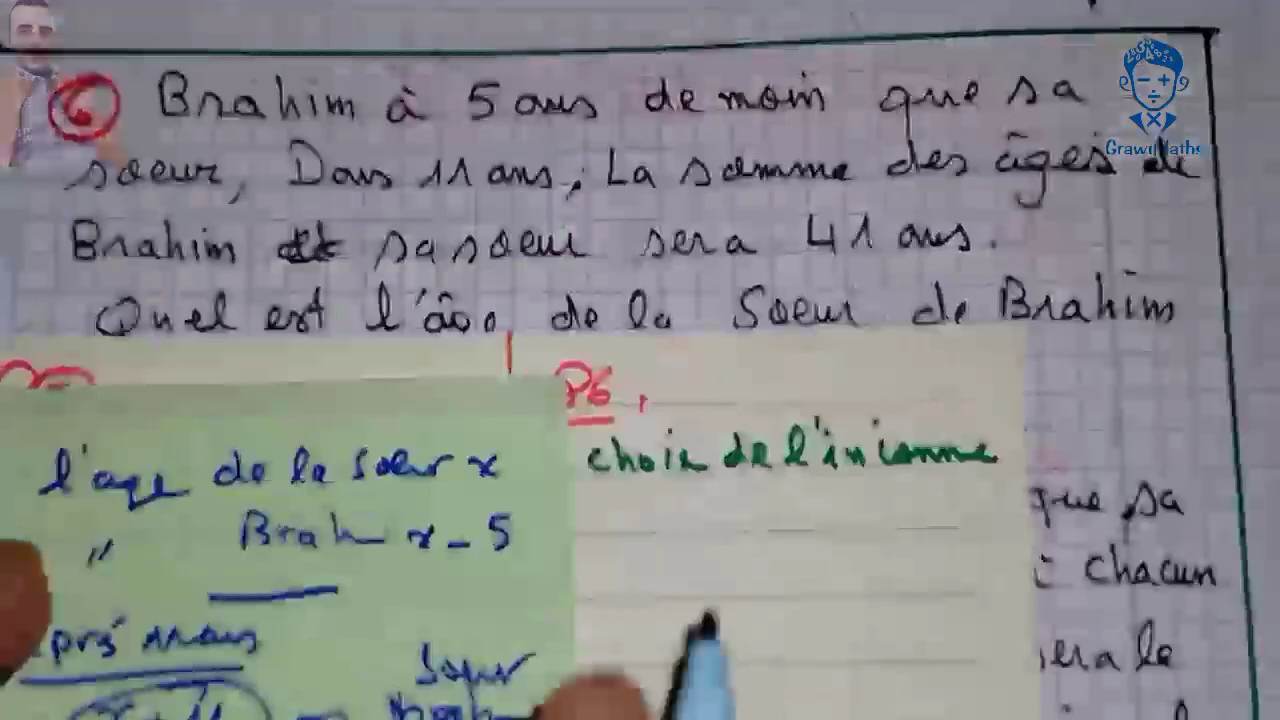 6 Brahim à 5 ans de moin que sa
soeur, Dans 11 ans, La somme des âges de
Brahim et sa soeur sera 41 ans.
Quel est l'âge de la Soeur de Brahim
P6,
choix de l'inconnue
l'age de la soeur x
" Brah x - 5
que sa
chacun
sera le
Soeur
GrawiMaths